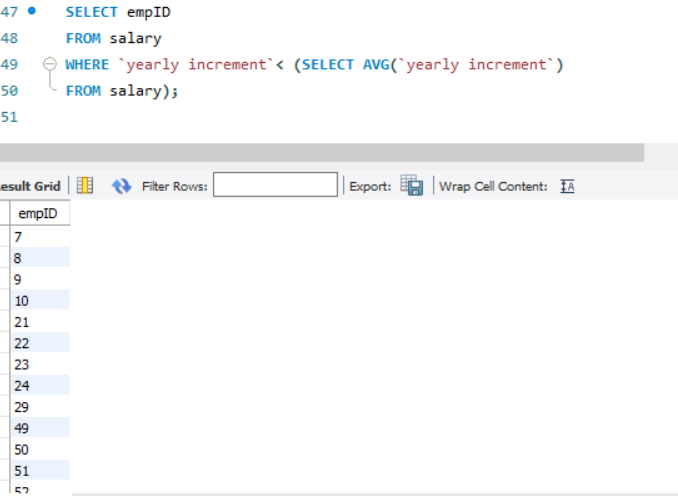 47 SELECT empID
48 FROM salary
49 WHERE `yearly increment`< (SELECT AVG(`yearly increment`)
50 FROM salary);
51
esult Grid Filter Rows: Export: Wrap Cell Content: IA
empID
7
8
9
10
21
22
23
24
29
49
50
51
52